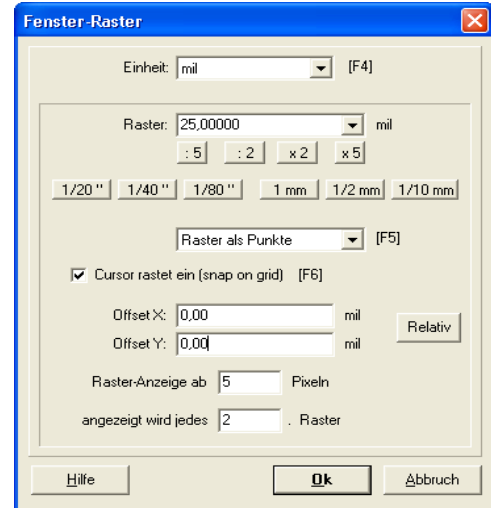 Fenster-Raster
Einheit: mil [F4]
Raster: 25,00000 mil
: 5 : 2 x 2 x 5
1/20 " 1/40 " 1/80 " 1 mm 1/2 mm 1/10 mm
Raster als Punkte [F5]
Cursor rastet ein (snap on grid) [F6]
Offset X: 0,00 mil
Relativ
Offset Y: 0,00 mil
Raster-Anzeige ab 5 Pixeln
angezeigt wird jedes 2 . Raster
Hilfe Ok Abbruch